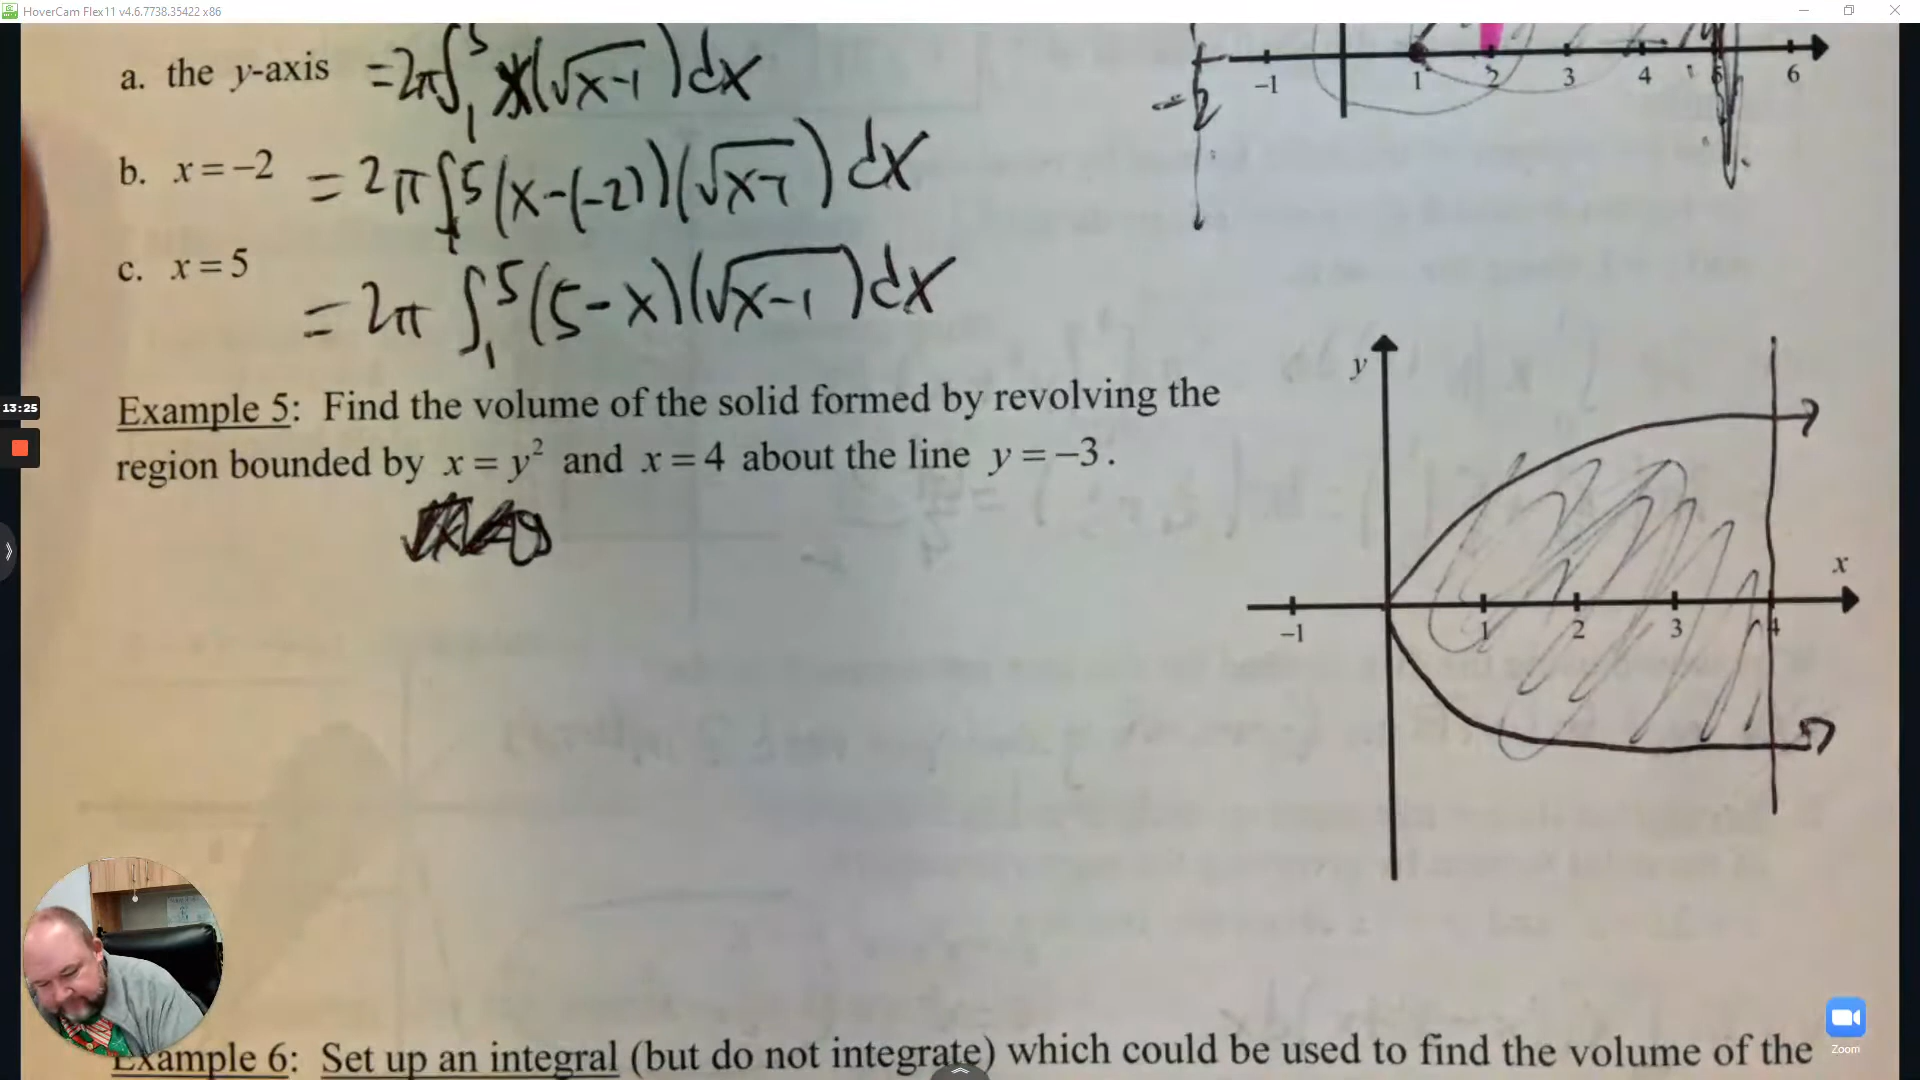 HoverCam Flex11 v4.6.7738.35422 x86
a. the y-axis = 2π∫₁⁵ x(√x-1)dx
-1 1 2 3 4 5 6
-2
b. x = −2 = 2π∫₁⁵(x-(-2))(√x-1)dx
c. x = 5 = 2π∫₁⁵(5-x)(√x-1)dx
13:25
Example 5: Find the volume of the solid formed by revolving the
region bounded by x = y² and x = 4 about the line y = −3.
y
x
-1 1 2 3 4
Example 6: Set up an integral (but do not integrate) which could be used to find the volume of the
Zoom